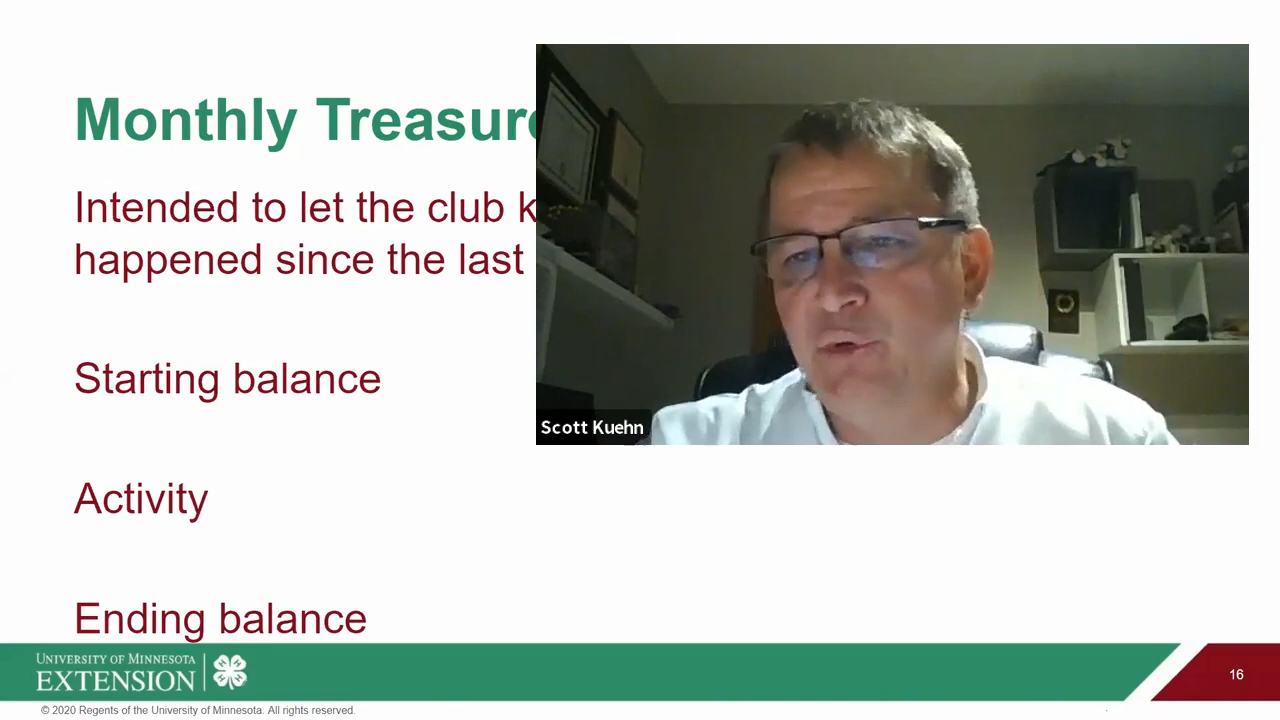 Monthly Treasure
Intended to let the club k
happened since the last
Starting balance
Activity
Ending balance
Scott Kuehn
UNIVERSITY OF MINNESOTA
EXTENSION
16
© 2020 Regents of the University of Minnesota. All rights reserved.